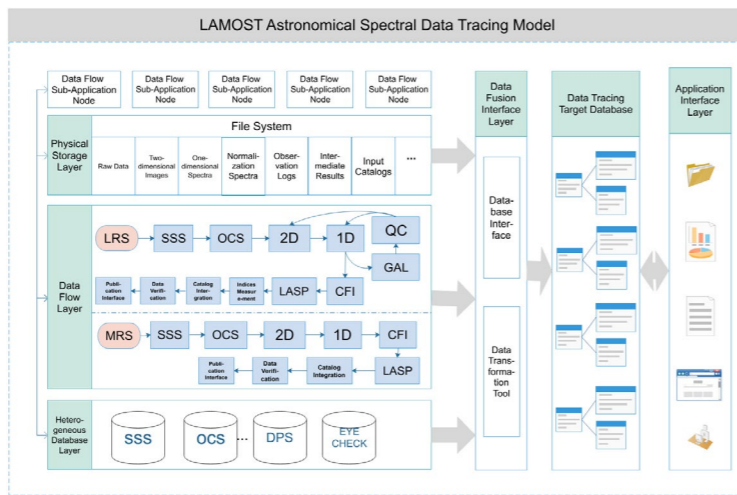 LAMOST Astronomical Spectral Data Tracing Model
Data Flow
Sub-Application
Node
Data Flow
Sub-Application
Node
Data Flow
Sub-Application
Node
Data Flow
Sub-Application
Node
Data Flow
Sub-Application
Node
Physical
Storage
Layer
File System
Raw Data
Two-
dimensional
Images
One-
dimensional
Spectra
Normali-
zation
Spectra
Obser-
vation
Logs
Inter-
mediale
Results
Input
Catalogs
...
Data
Flow
Layer
LRS
SSS
OCS
2D
1D
QC
GAL
CFI
LASP
Indices
Measur
e-ment
Catalog
Inter-
gration
Data
Verifi-
cation
Publi-
cation
Interface
MRS
SSS
OCS
2D
1D
CFI
LASP
Catalog
Integration
Data
Verifi-
cation
Publi-
cation
Interface
Hetero-
geneous
Database
Layer
SSS
OCS
...
DPS
EYE
CHECK
Data
Fusion
Interface
Layer
Data-
base
Inter-
face
Data
Trans-
formation
Tool
Data Tracing
Target Database
Application
Interface
Layer